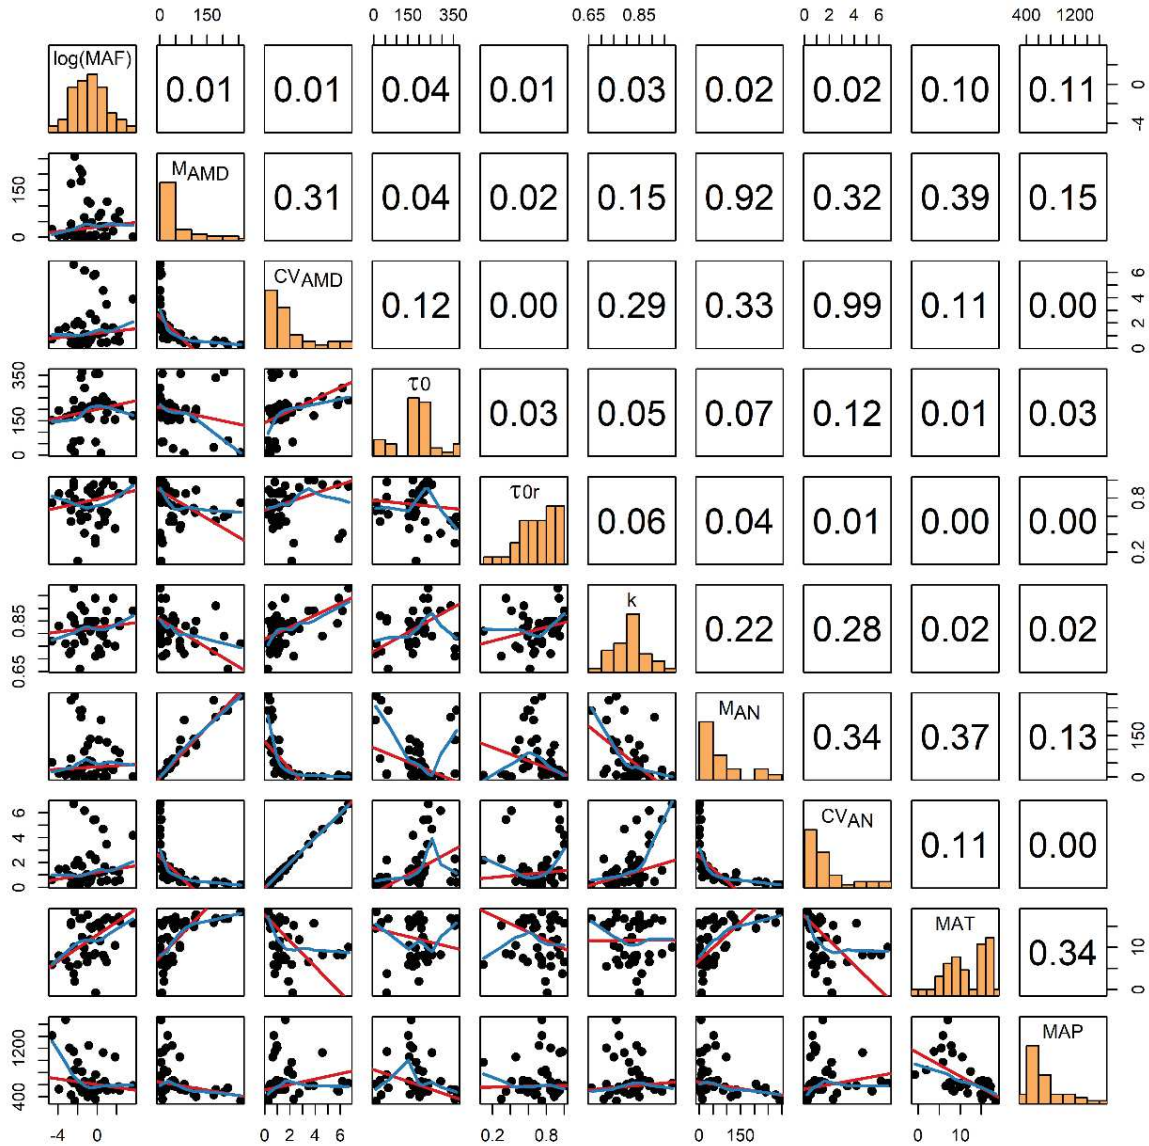 0 150 0 150 350 0.65 0.85 0 2 4 6 400 1200
log(MAF) 0.01 0.01 0.04 0.01 0.03 0.02 0.02 0.10 0.11 -4 0
0 150 MAMD 0.31 0.04 0.02 0.15 0.92 0.32 0.39 0.15
CVAMD 0.12 0.00 0.29 0.33 0.99 0.11 0.00 0 2 4 6
0 150 350 τ0 0.03 0.05 0.07 0.12 0.01 0.03
τ0r 0.06 0.04 0.01 0.00 0.00 0.2 0.8
0.65 0.85 k 0.22 0.28 0.02 0.02
MAN 0.34 0.37 0.13 0 150
0 2 4 6 CVAN 0.11 0.00
MAT 0.34 0 10
400 1200 MAP
-4 0 0 2 4 6 0.2 0.8 0 150 0 10